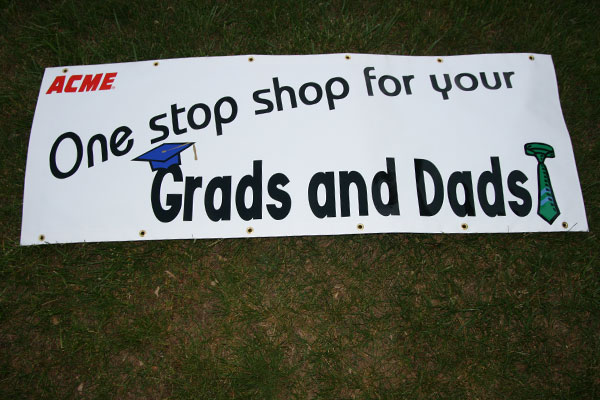 ACME
One stop shop for your
Grads and Dads